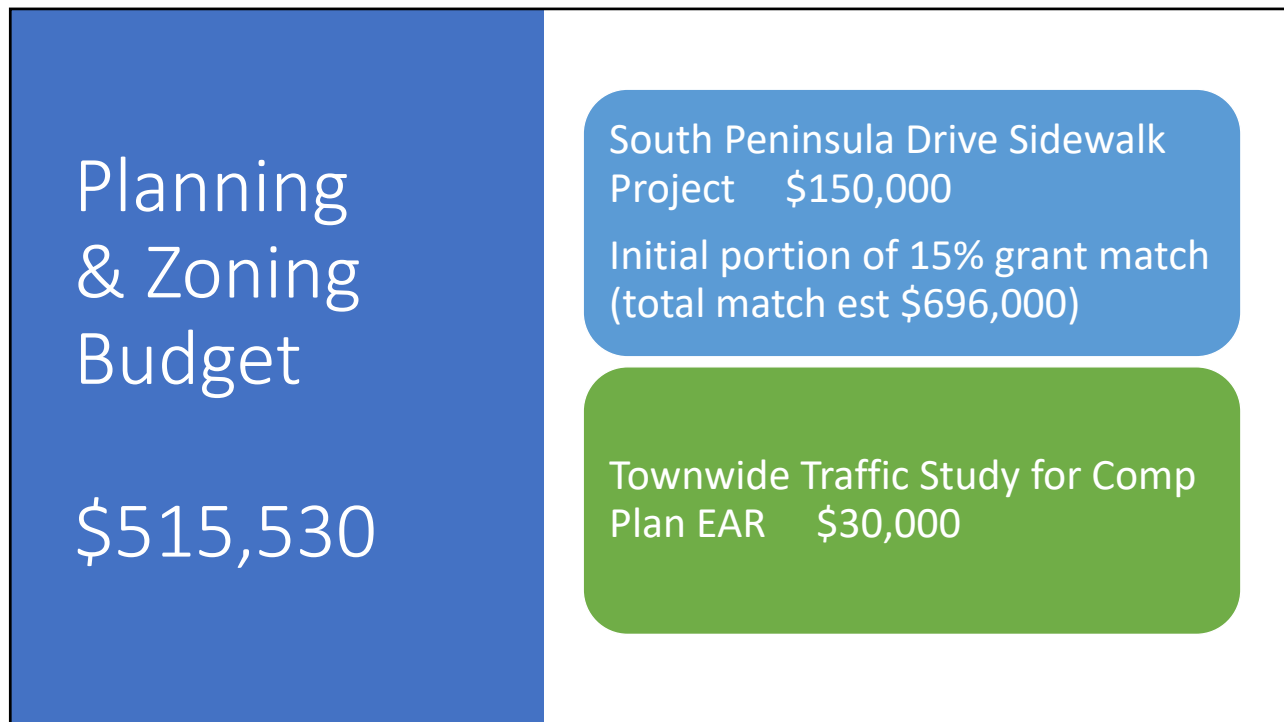 Planning
& Zoning
Budget
$515,530
South Peninsula Drive Sidewalk
Project $150,000
Initial portion of 15% grant match
(total match est $696,000)
Townwide Traffic Study for Comp
Plan EAR $30,000